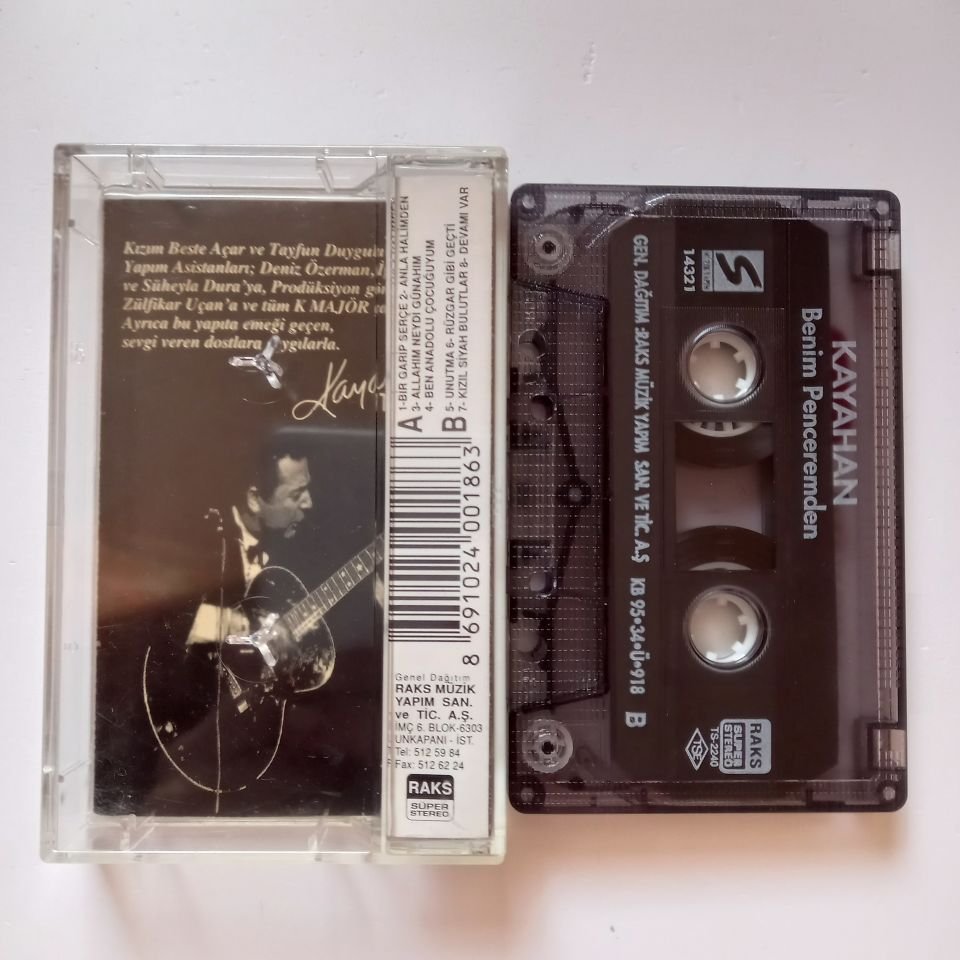 Kızım Beste Açar ve Tayfun
Yapım Asistanları; Deniz Özerman,
ve Süheyla Dura'ya, Prodüksiyon
Zülfikar Uçan'a ve tüm K MAJÖR
Ayrıca bu yapıta emeği geçen,
sevgi veren dostlara
A
1- BİR GARİP SERÇE 2- ANLA HALİMDEN
3- ALLAHIM NEYDİ GÜNAHIM
4- BEN ANADOLU ÇOCUĞUYUM
B
5- UNUTMA 6- RÜZGAR GİBİ GEÇTİ
7- KIZIL SİYAH BULUTLAR 8- DEVAMI VAR
8 691024 001863
Genel Dağıtım
RAKS MÜZİK
YAPIM SAN.
ve TİC. A.Ş.
İMÇ 6. BLOK-6303
UNKAPANI - İST.
Tel: 512 59 84
Fax: 512 62 24
RAKS
SÜPER
STEREO
KAYAHAN
Benim Penceremden
S
14321
GEN. DAĞITIM :RAKS MÜZİK YAPIM SAN. VE TİC. A.Ş KB 95•34•Ü•918 B
RAKS
SÜPER
STEREO
TS-2240
TSE